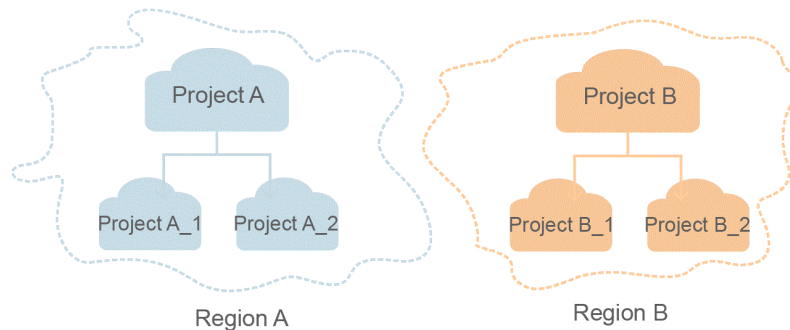 Project A
Project A_1
Project A_2
Region A
Project B
Project B_1
Project B_2
Region B